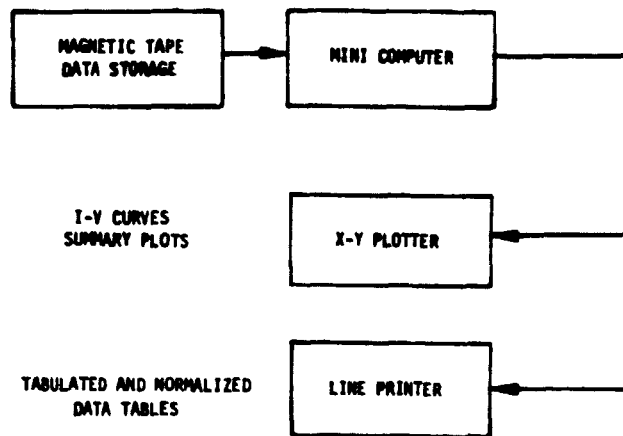 MAGNETIC TAPE
DATA STORAGE
MINI COMPUTER
I-V CURVES
SUMMARY PLOTS
X-Y PLOTTER
TABULATED AND NORMALIZED
DATA TABLES
LINE PRINTER